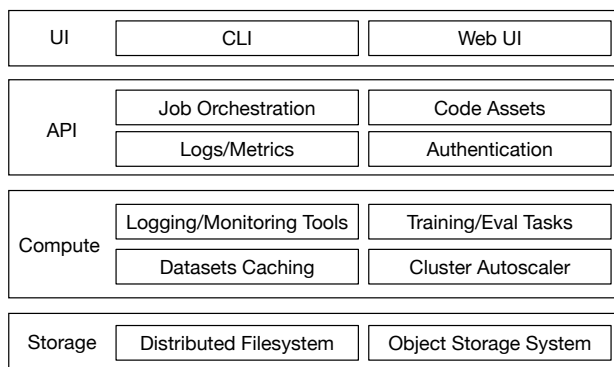 UI CLI Web UI
API
Job Orchestration Code Assets
Logs/Metrics Authentication
Compute
Logging/Monitoring Tools Training/Eval Tasks
Datasets Caching Cluster Autoscaler
Storage Distributed Filesystem Object Storage System